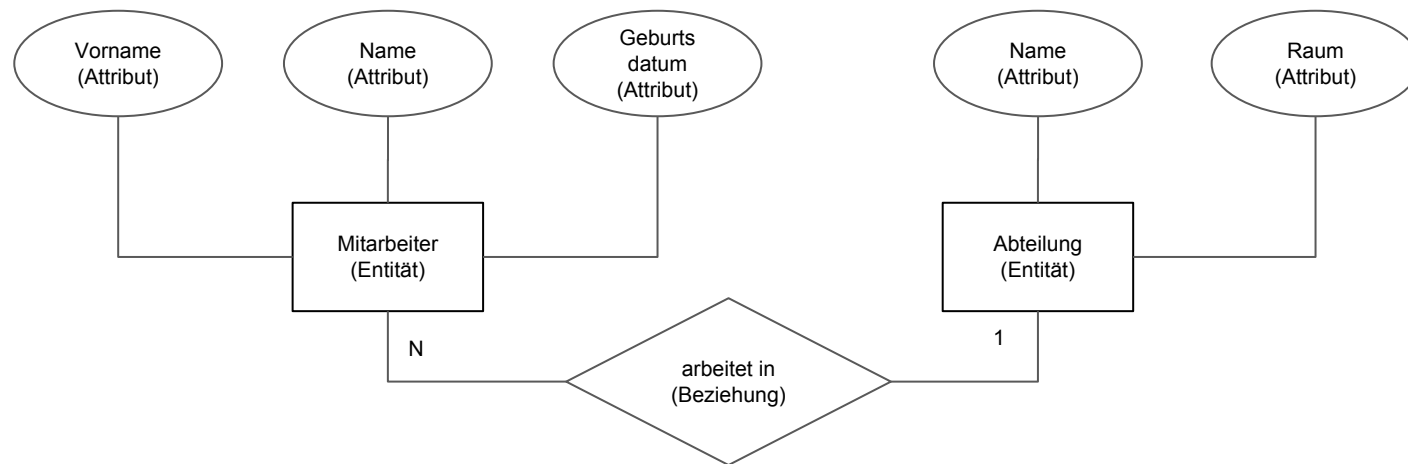 Vorname
(Attribut)
Name
(Attribut)
Geburts
datum
(Attribut)
Name
(Attribut)
Raum
(Attribut)
Mitarbeiter
(Entität)
Abteilung
(Entität)
N
1
arbeitet in
(Beziehung)